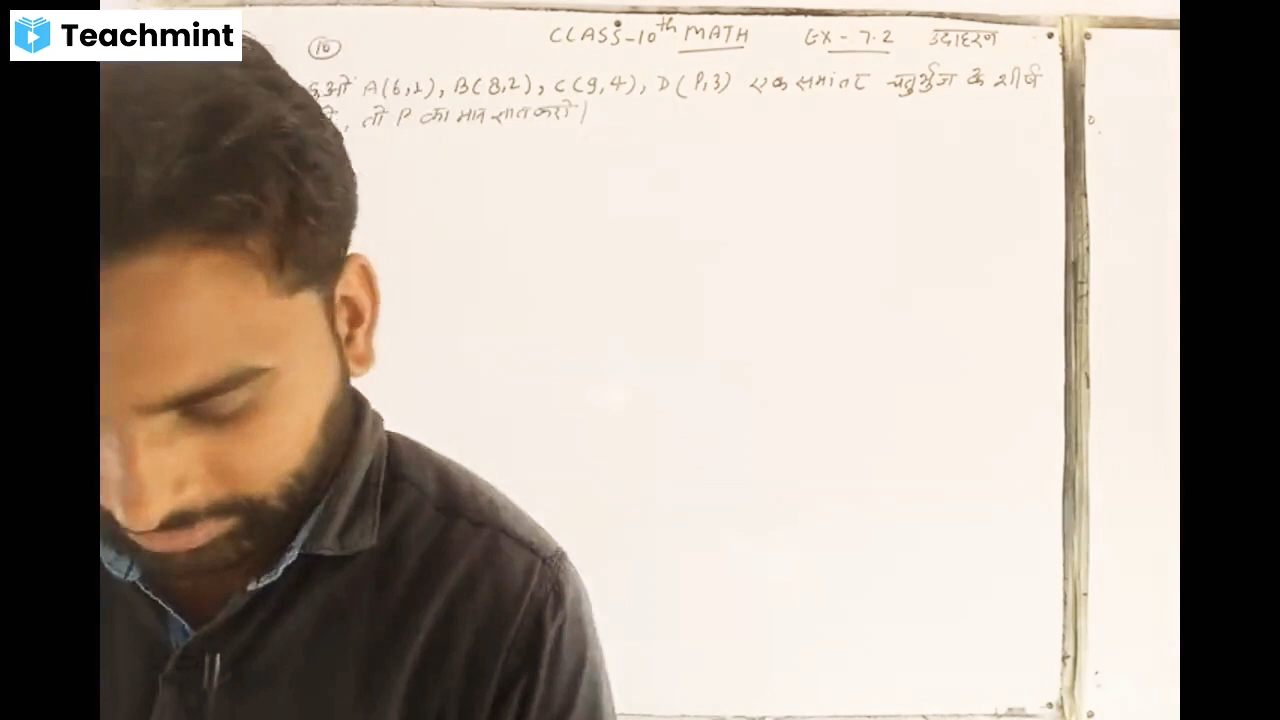 Teachmint
CLASS-10th MATH EX-7.2 उदाहरण
10
A(6,1), B(8,2), C(9,4), D(P,3) एक समांतर चतुर्भुज के शीर्ष
, तो P का मान ज्ञात करो।